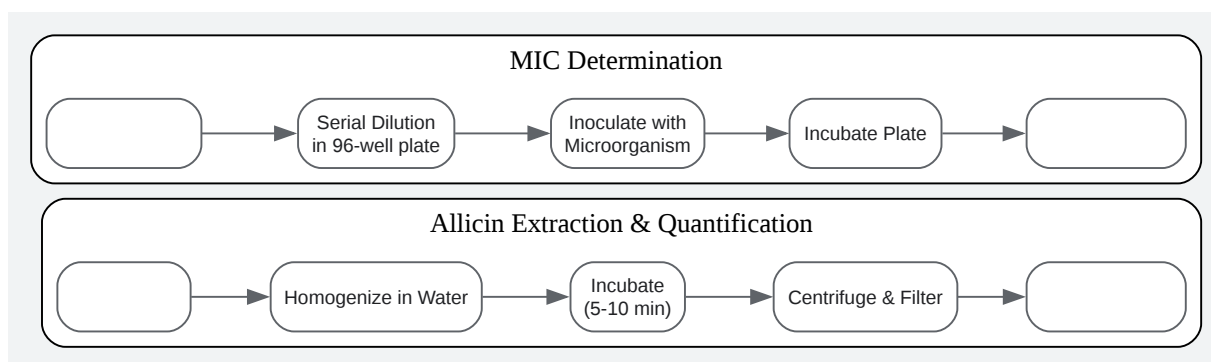 MIC Determination
Serial Dilution
in 96-well plate
Inoculate with
Microorganism
Incubate Plate
Allicin Extraction & Quantification
Homogenize in Water
Incubate
(5-10 min)
Centrifuge & Filter